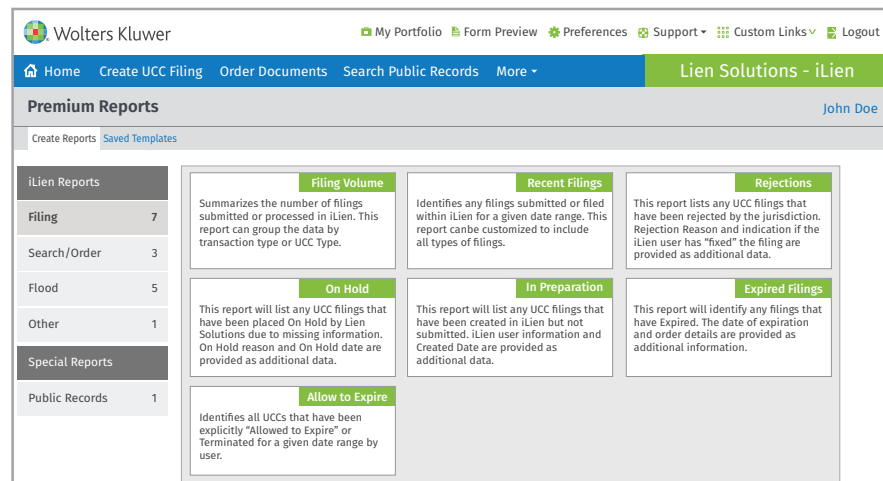 Wolters Kluwer
My Portfolio Form Preview Preferences Support Custom Links Logout
Home Create UCC Filing Order Documents Search Public Records More
Lien Solutions - iLien
Premium Reports
John Doe
Create Reports Saved Templates
iLien Reports
Filing 7
Search/Order 3
Flood 5
Other 1
Special Reports
Public Records 1
Filing Volume
Summarizes the number of filings
submitted or processed in iLien. This
report can group the data by
transaction type or UCC Type.
Recent Filings
Identifies any filings submitted or filed
within iLien for a given date range. This
report canbe customized to include
all types of filings.
Rejections
This report lists any UCC filings that
have been rejected by the jurisdiction.
Rejection Reason and indication if the
iLien user has “fixed” the filing are
provided as additional data.
On Hold
This report will list any UCC filings that
have been placed On Hold by Lien
Solutions due to missing information.
On Hold reason and On Hold date are
provided as additional data.
In Preparation
This report will list any UCC filings that
have been created in iLien but not
submitted. iLien user information and
Created Date are provided as
additional data.
Expired Filings
This report will identify any filings that
have Expired. The date of expiration
and order details are provided as
additional information.
Allow to Expire
Identifies all UCCs that have been
explicitly “Allowed to Expire” or
Terminated for a given date range by
user.